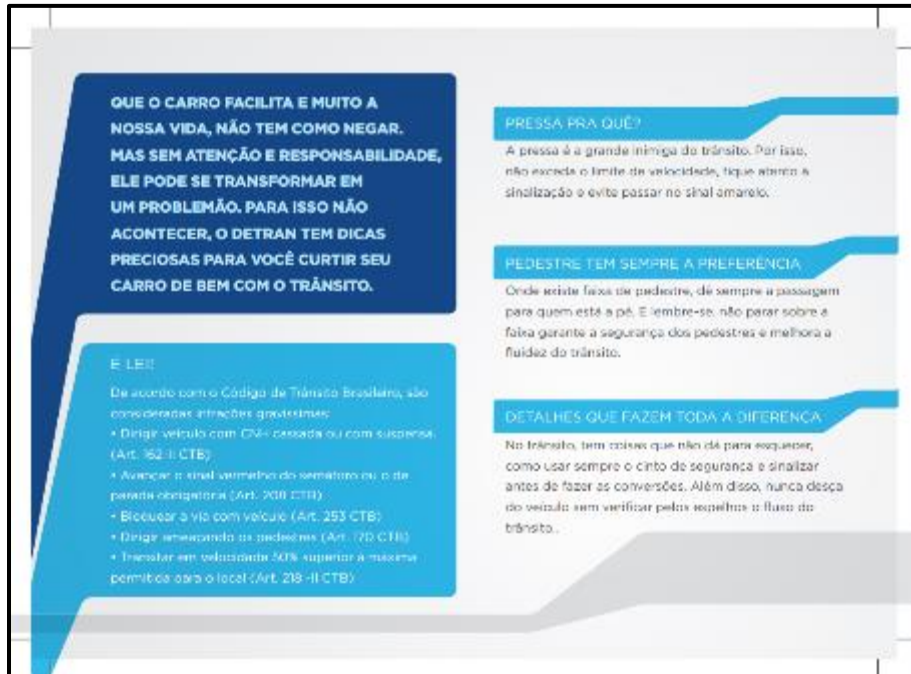 QUE O CARRO FACILITA E MUITO A
NOSSA VIDA, NÃO TEM COMO NEGAR.
MAS SEM ATENÇÃO E RESPONSABILIDADE,
ELE PODE SE TRANSFORMAR EM
UM PROBLEMÃO. PARA ISSO NÃO
ACONTECER, O DETRAN TEM DICAS
PRECIOSAS PARA VOCÊ CURTIR SEU
CARRO DE BEM COM O TRÂNSITO.
É LEI!
De acordo com o Código de Trânsito Brasileiro, são
consideradas infrações gravíssimas:
• Dirigir veículo com CNH cassada ou com suspensa.
(Art. 162-II CTB)
• Avançar o sinal vermelho do semáforo ou o de
parada obrigatória (Art. 208 CTB)
• Bloquear a via com veículo (Art. 253 CTB)
• Dirigir ameaçando os pedestres (Art. 170 CTB)
• Transitar em velocidade 50% superior à máxima
permitida para o local (Art. 218 -II CTB)
PRESSA PRA QUÊ?
A pressa é a grande inimiga do trânsito. Por isso,
não exceda o limite de velocidade, fique atento à
sinalização e evite passar no sinal amarelo.
PEDESTRE TEM SEMPRE A PREFERÊNCIA
Onde existe faixa de pedestre, dê sempre a passagem
para quem está a pé. E lembre-se, não parar sobre a
faixa garante a segurança dos pedestres e melhora a
fluidez do trânsito.
DETALHES QUE FAZEM TODA A DIFERENÇA
No trânsito, tem coisas que não dá para esquecer,
como usar sempre o cinto de segurança e sinalizar
antes de fazer as conversões. Além disso, nunca desça
do veículo sem verificar pelos espelhos o fluxo do
trânsito..